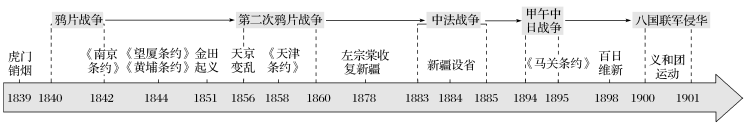 鸦片战争
第二次鸦片战争
中法战争
甲午中
日战争
八国联军侵华
虎门
销烟
《南京
条约》
《望厦条约》
《黄埔条约》
金田
起义
天京
变乱
《天津
条约》
左宗棠收
复新疆
新疆设省
《马关条约》
百日
维新
义和团
运动
1839 1840 1842 1844 1851 1856 1858 1860 1878 1883 1884 1885 1894 1895 1898 1900 1901